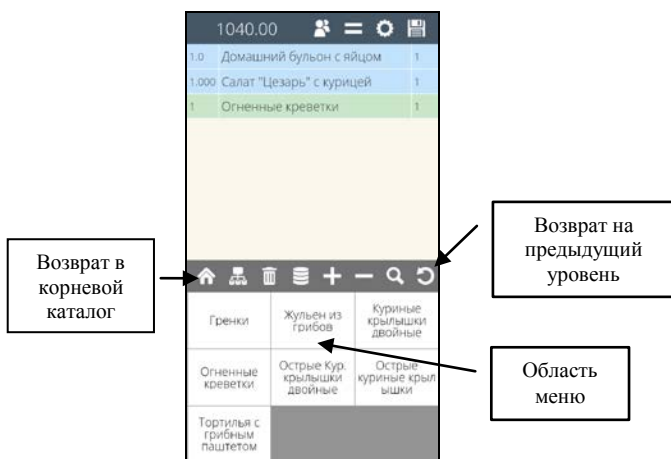 1040.00
1.0 Домашний бульон с яйцом 1
1.000 Салат "Цезарь" с курицей 1
1 Огненные креветки 1
Возврат в
корневой
каталог
Возврат на
предыдущий
уровень
Гренки
Жульен из
грибов
Куриные
крылышки
двойные
Огненные
креветки
Острые Кур.
крылышки
двойные
Острые
куриные крыл
ышки
Область
меню
Тортилья с
грибным
паштетом